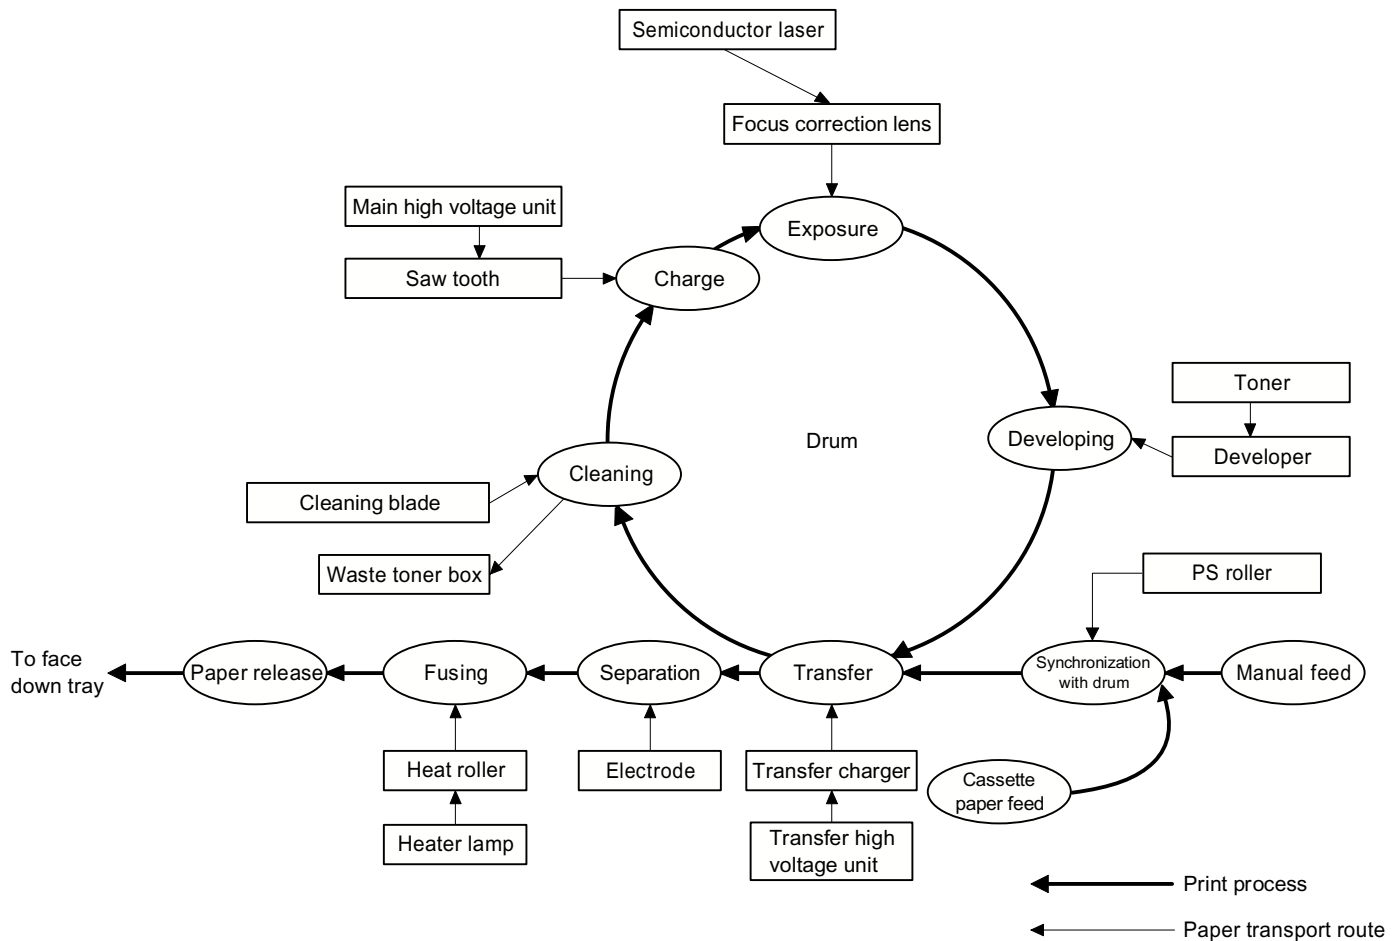 Semiconductor laser
Focus correction lens
Main high voltage unit
Exposure
Saw tooth
Charge
Toner
Drum
Developing
Developer
Cleaning
Cleaning blade
Waste toner box
PS roller
To face
down tray
Paper release
Fusing
Separation
Transfer
Synchronization
with drum
Manual feed
Heat roller
Electrode
Transfer charger
Cassette
paper feed
Heater lamp
Transfer high
voltage unit
Print process
Paper transport route